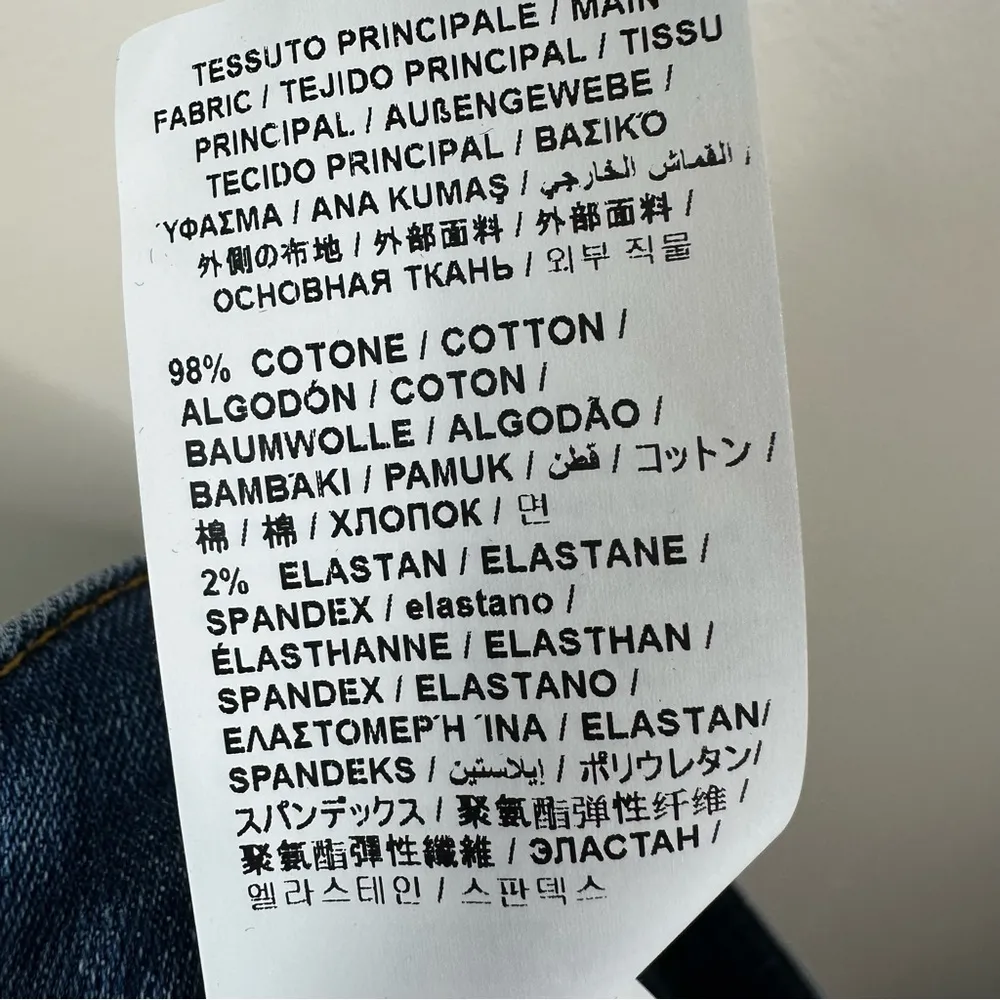 TESSUTO PRINCIPALE / MAIN
FABRIC / TEJIDO PRINCIPAL / TISSU
PRINCIPAL / AUßENGEWEBE /
TECIDO PRINCIPAL / ΒΑΣΙΚΌ
ΎΦΑΣΜΑ / ANA KUMAŞ / القماش الخارجي /
外側の布地 / 外部面料 / 外部面料 /
ОСНОВНАЯ ТКАНЬ / 외부 직물
98% COTONE / COTTON /
ALGODÓN / COTON /
BAUMWOLLE / ALGODÃO /
ΒΑΜΒΆΚΙ / PAMUK / قطن / コットン /
棉 / 棉 / ХЛОПОК / 면
2% ELASTAN / ELASTANE /
SPANDEX / elastano /
ÉLASTHANNE / ELASTHAN /
SPANDEX / ELASTANO /
ΕΛΑΣΤΟΜΕΡΉ ΊΝΑ / ELASTAN/
SPANDEKS / إيلاستين / ポリウレタン/
スパンデックス / 聚氨酯弹性纤维 /
聚氨酯彈性纖維 / ЭЛАСТАН /
엘라스테인 / 스판덱스